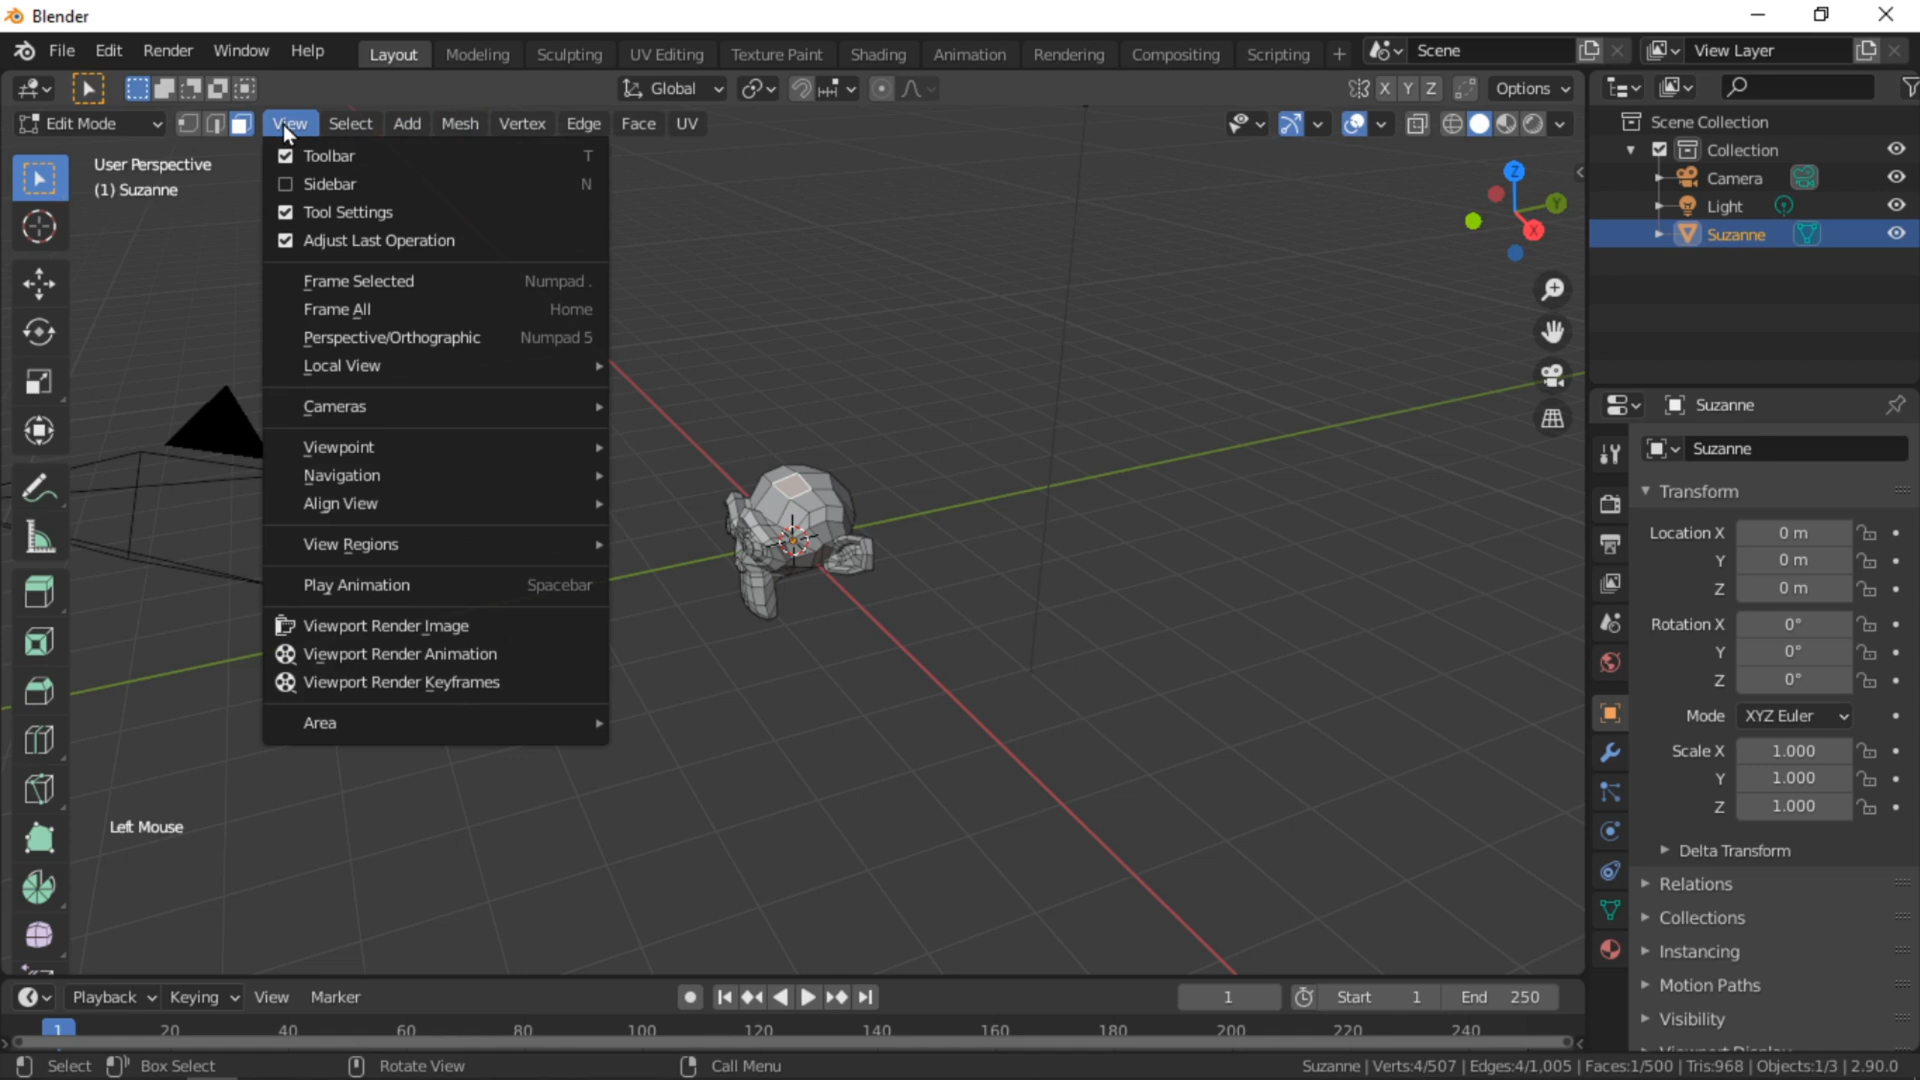 Blender
File Edit Render Window Help Layout Modeling Sculpting UV Editing Texture Paint Shading Animation Rendering Compositing Scripting + Scene View Layer
Global X Y Z Options
Edit Mode View Select Add Mesh Vertex Edge Face UV
User Perspective
(1) Suzanne
Toolbar T
Sidebar N
Tool Settings
Adjust Last Operation
Frame Selected Numpad .
Frame All Home
Perspective/Orthographic Numpad 5
Local View
Cameras
Viewpoint
Navigation
Align View
View Regions
Play Animation Spacebar
Viewport Render Image
Viewport Render Animation
Viewport Render Keyframes
Area
Left Mouse
Z
Y
X
Scene Collection
Collection
Camera
Light
Suzanne
Suzanne
Suzanne
Transform
Location X 0 m
Y 0 m
Z 0 m
Rotation X 0°
Y 0°
Z 0°
Mode XYZ Euler
Scale X 1.000
Y 1.000
Z 1.000
Delta Transform
Relations
Collections
Instancing
Motion Paths
Visibility
Playback Keying View Marker 1 Start 1 End 250
1 20 40 60 80 100 120 140 160 180 200 220 240
Select Box Select Rotate View Call Menu Suzanne | Verts:4/507 | Edges:4/1,005 | Faces:1/500 | Tris:968 | Objects:1/3 | 2.90.0